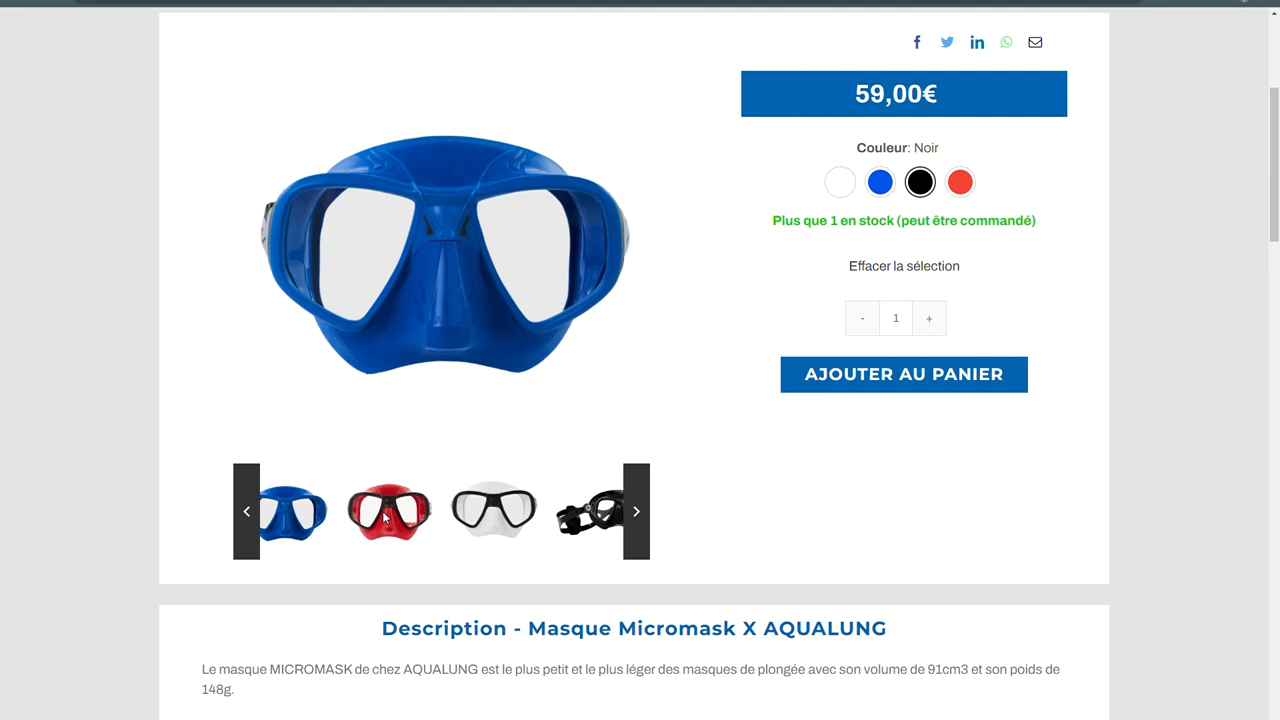 59,00€
Couleur: Noir
Plus que 1 en stock (peut être commandé)
Effacer la sélection
- 1 +
AJOUTER AU PANIER
Description - Masque Micromask X AQUALUNG
Le masque MICROMASK de chez AQUALUNG est le plus petit et le plus léger des masques de plongée avec son volume de 91cm3 et son poids de
148g.